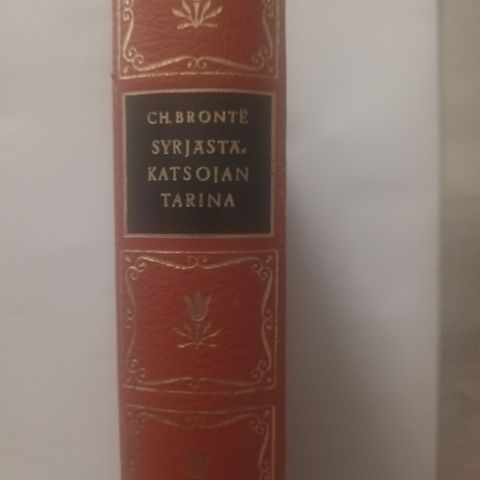 CH. BRONTË
SYRJÄSTÄ-
KATSOJAN
TARINA